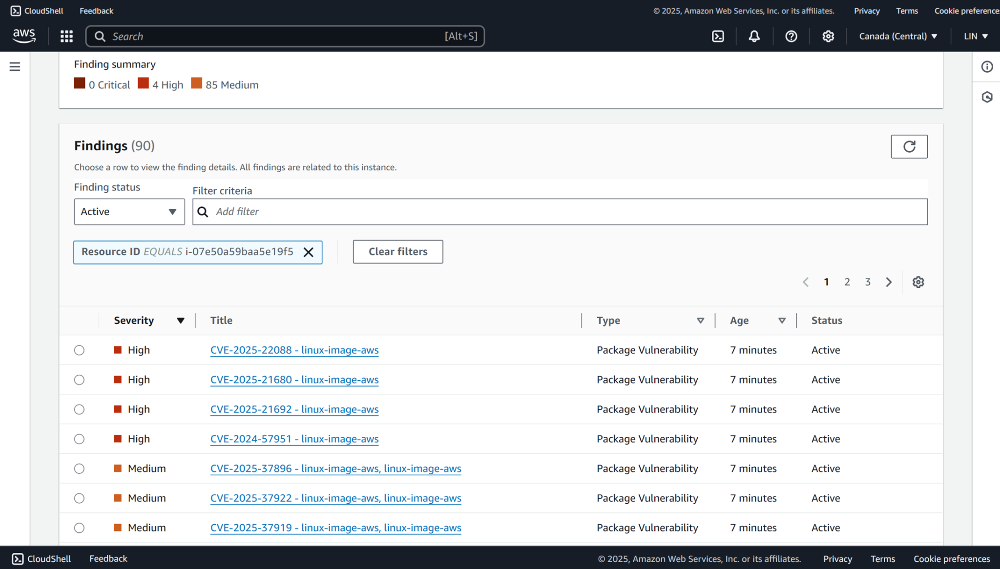 CloudShell Feedback © 2025, Amazon Web Services, Inc. or its affiliates. Privacy Terms Cookie preferences
aws Search [Alt+S] Canada (Central) LIN
Finding summary
0 Critical 4 High 85 Medium
Findings (90)
Choose a row to view the finding details. All findings are related to this instance.
Finding status
Filter criteria
Active Add filter
Resource ID EQUALS i-07e50a59baa5e19f5 Clear filters
1 2 3
Severity Title Type Age Status
High CVE-2025-22088 - linux-image-aws Package Vulnerability 7 minutes Active
High CVE-2025-21680 - linux-image-aws Package Vulnerability 7 minutes Active
High CVE-2025-21692 - linux-image-aws Package Vulnerability 7 minutes Active
High CVE-2024-57951 - linux-image-aws Package Vulnerability 7 minutes Active
Medium CVE-2025-37896 - linux-image-aws, linux-image-aws Package Vulnerability 7 minutes Active
Medium CVE-2025-37922 - linux-image-aws, linux-image-aws Package Vulnerability 7 minutes Active
Medium CVE-2025-37919 - linux-image-aws, linux-image-aws Package Vulnerability 7 minutes Active
CloudShell Feedback © 2025, Amazon Web Services, Inc. or its affiliates. Privacy Terms Cookie preferences